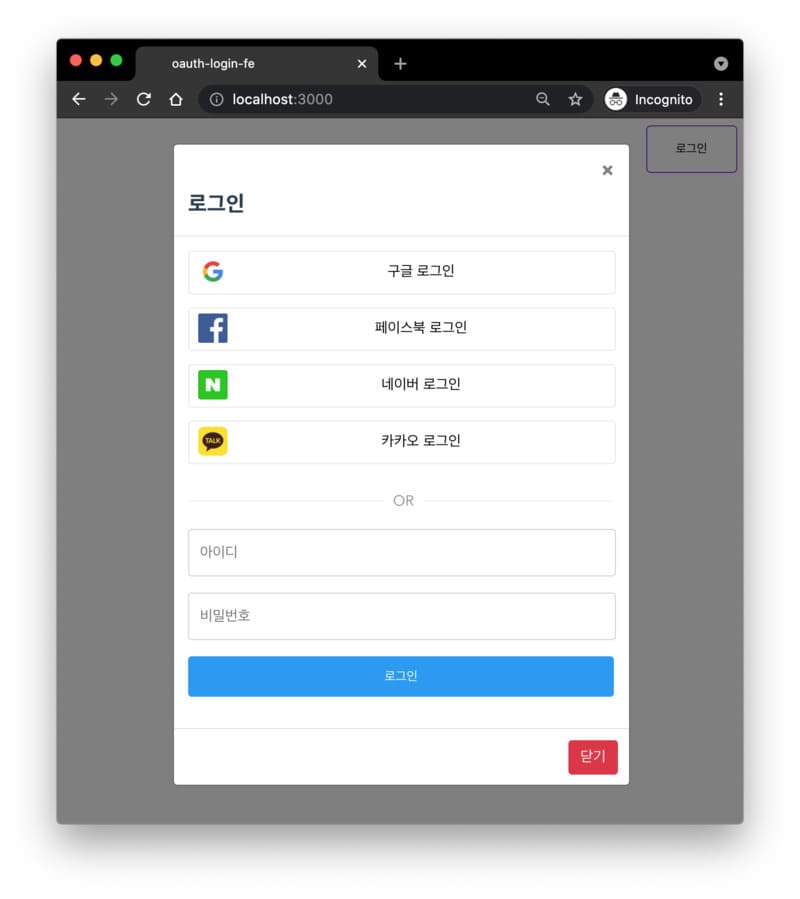 oauth-login-fe
localhost:3000
Incognito
로그인
로그인
구글 로그인
페이스북 로그인
N
네이버 로그인
TALK
카카오 로그인
OR
아이디
비밀번호
로그인
닫기